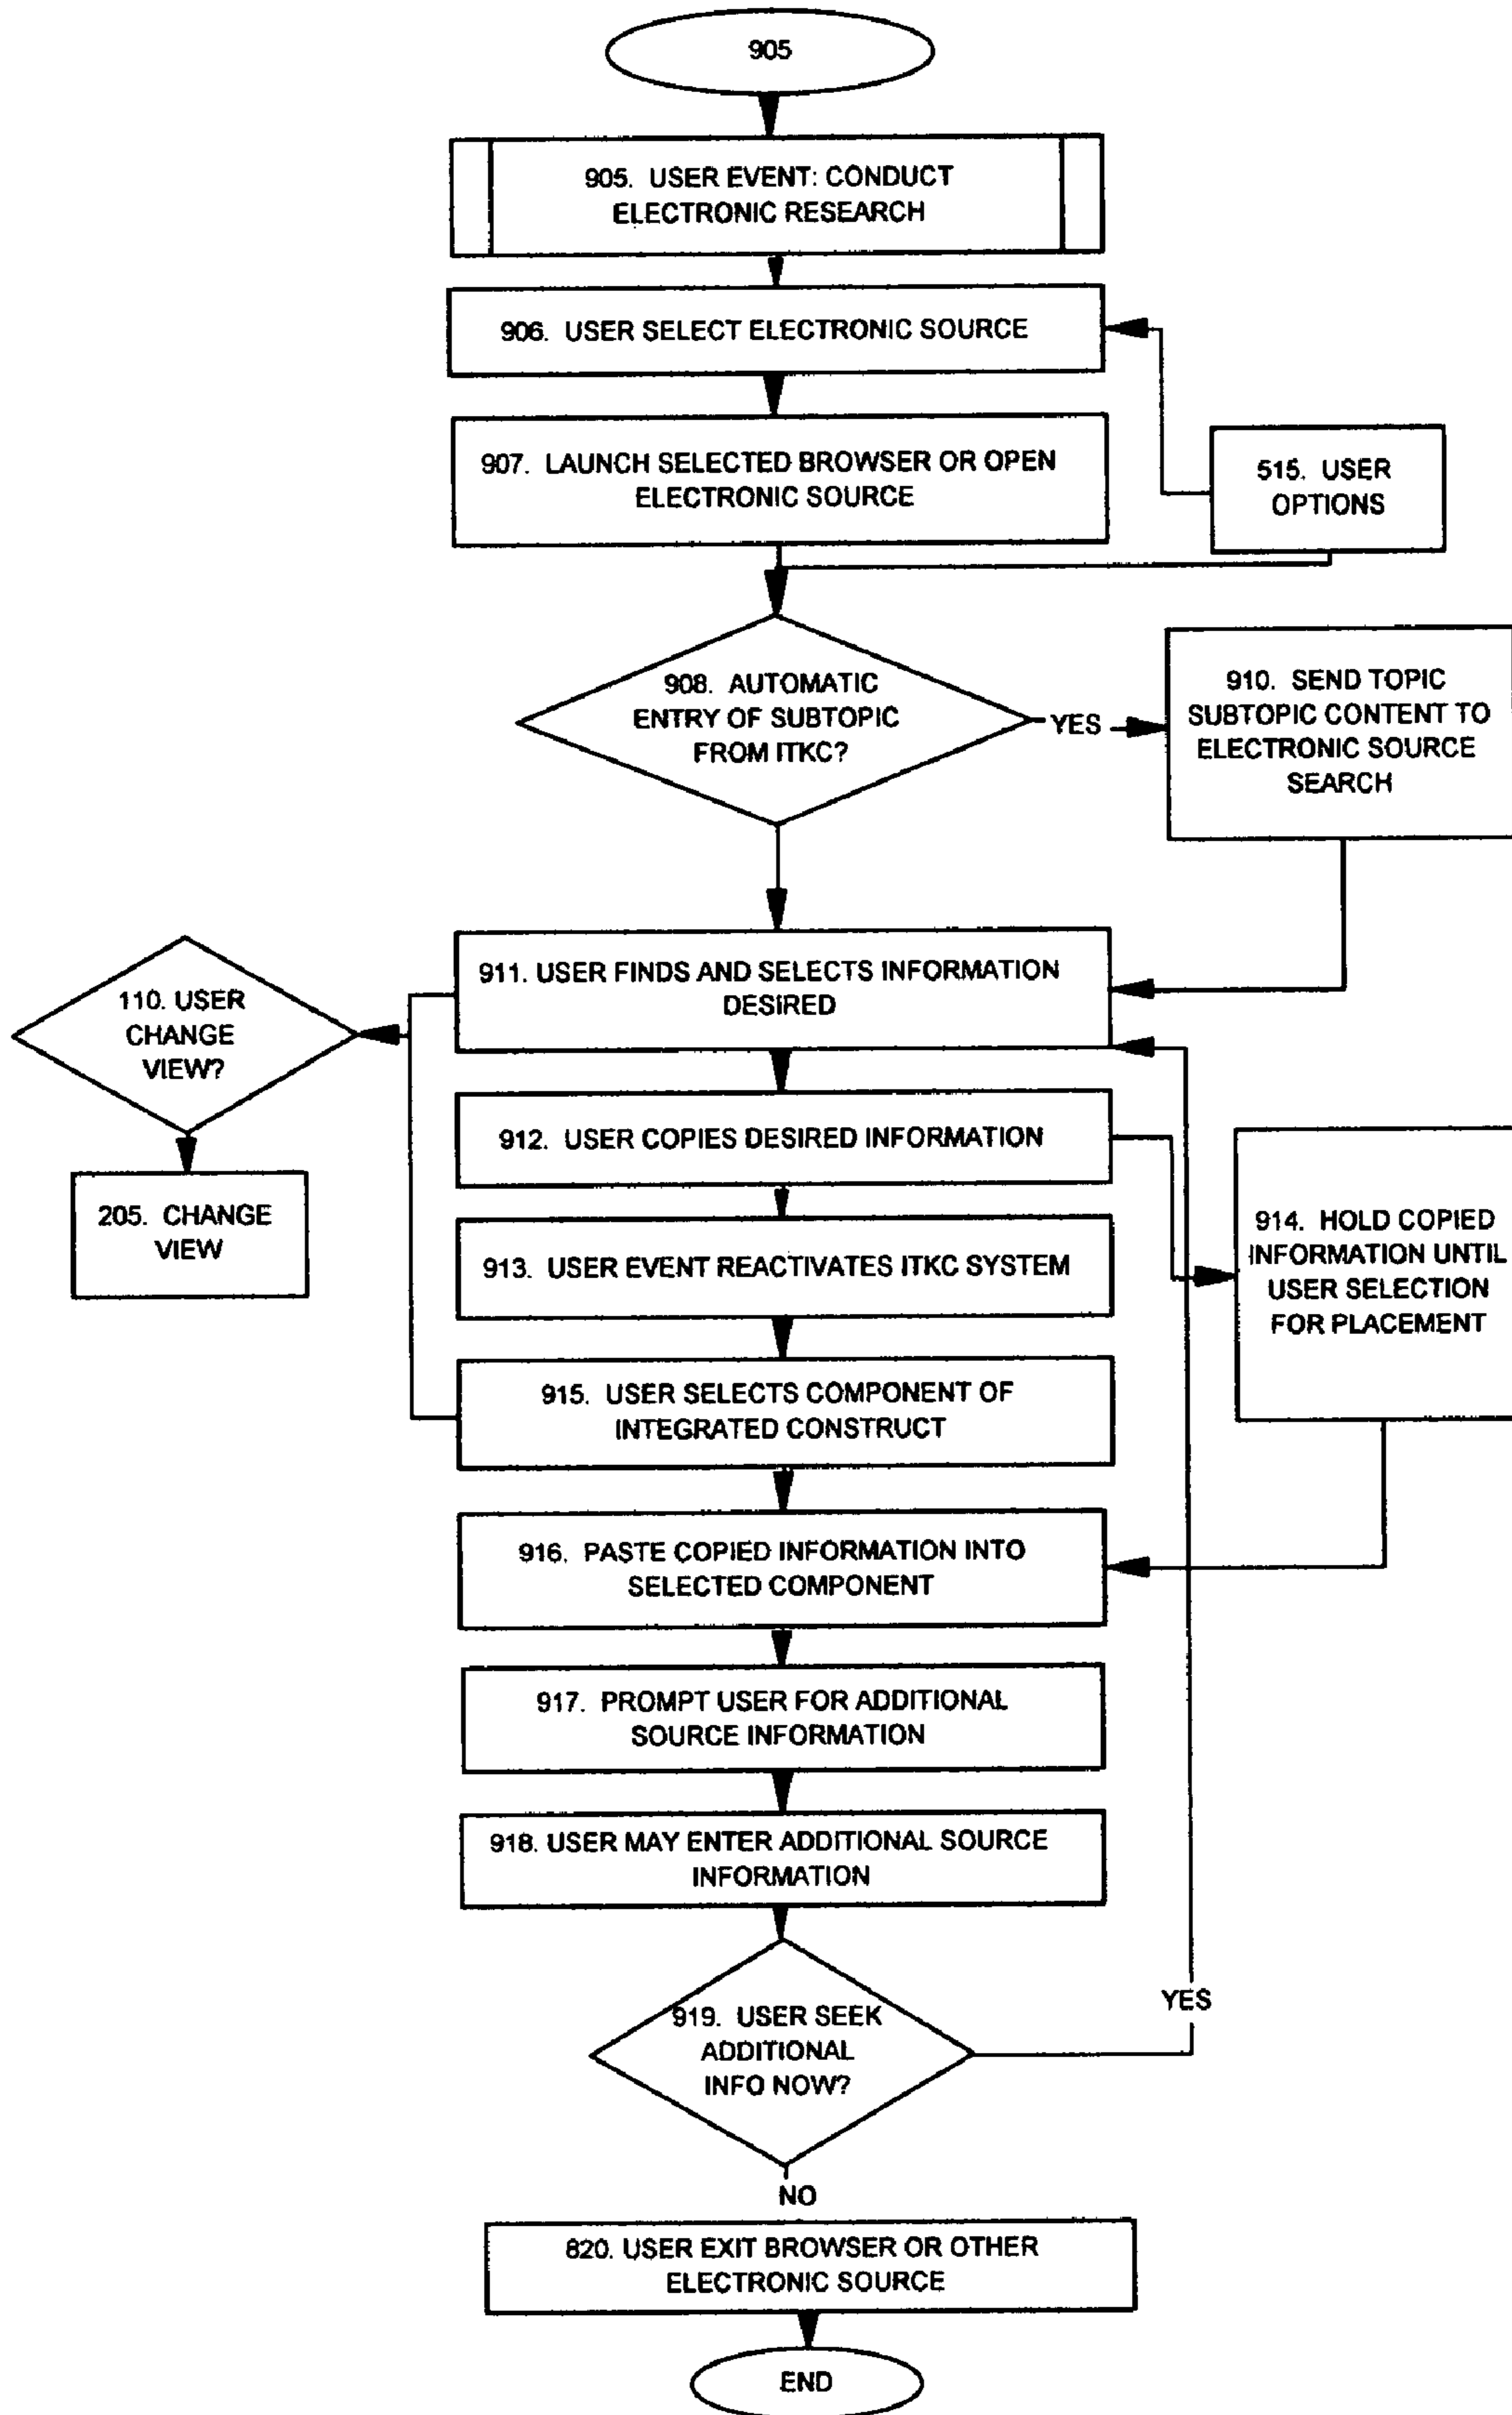 905
905. USER EVENT: CONDUCT
ELECTRONIC RESEARCH
906. USER SELECT ELECTRONIC SOURCE
907. LAUNCH SELECTED BROWSER OR OPEN
ELECTRONIC SOURCE
515. USER
OPTIONS
908. AUTOMATIC
ENTRY OF SUBTOPIC
FROM ITKC?
YES
910. SEND TOPIC
SUBTOPIC CONTENT TO
ELECTRONIC SOURCE
SEARCH
911. USER FINDS AND SELECTS INFORMATION
DESIRED
110. USER
CHANGE
VIEW?
205. CHANGE
VIEW
912. USER COPIES DESIRED INFORMATION
913. USER EVENT REACTIVATES ITKC SYSTEM
914. HOLD COPIED
INFORMATION UNTIL
USER SELECTION
FOR PLACEMENT
915. USER SELECTS COMPONENT OF
INTEGRATED CONSTRUCT
916. PASTE COPIED INFORMATION INTO
SELECTED COMPONENT
917. PROMPT USER FOR ADDITIONAL
SOURCE INFORMATION
918. USER MAY ENTER ADDITIONAL SOURCE
INFORMATION
919. USER SEEK
ADDITIONAL
INFO NOW?
YES
NO
820. USER EXIT BROWSER OR OTHER
ELECTRONIC SOURCE
END